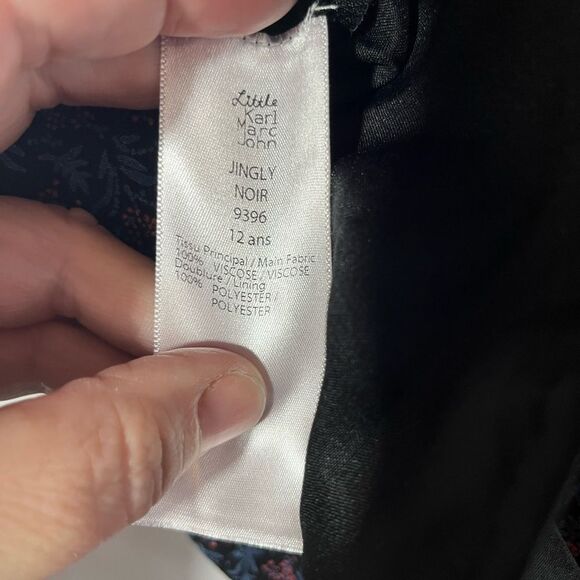 Little
Karl
Marc
John
JINGLY
NOIR
9396
12 ans
Tissu Principal / Main Fabric
100% VISCOSE / VISCOSE
Doublure / Lining
100% POLYESTER /
POLYESTER